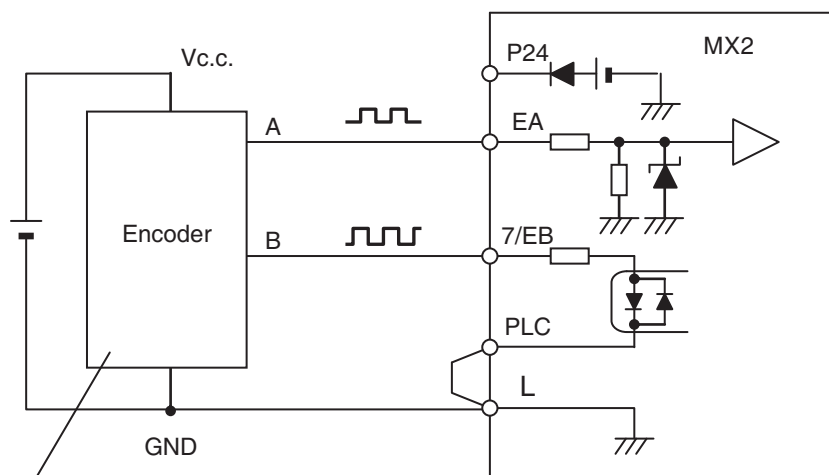 MX2
Vc.c.
P24
A
EA
Encoder
B
7/EB
PLC
L
GND